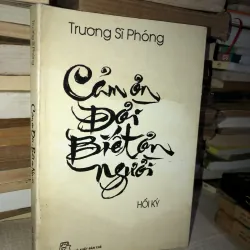 Trương Sĩ Phóng
Cảm ơn
Đời
Biết ơn
người
HỒI KÝ